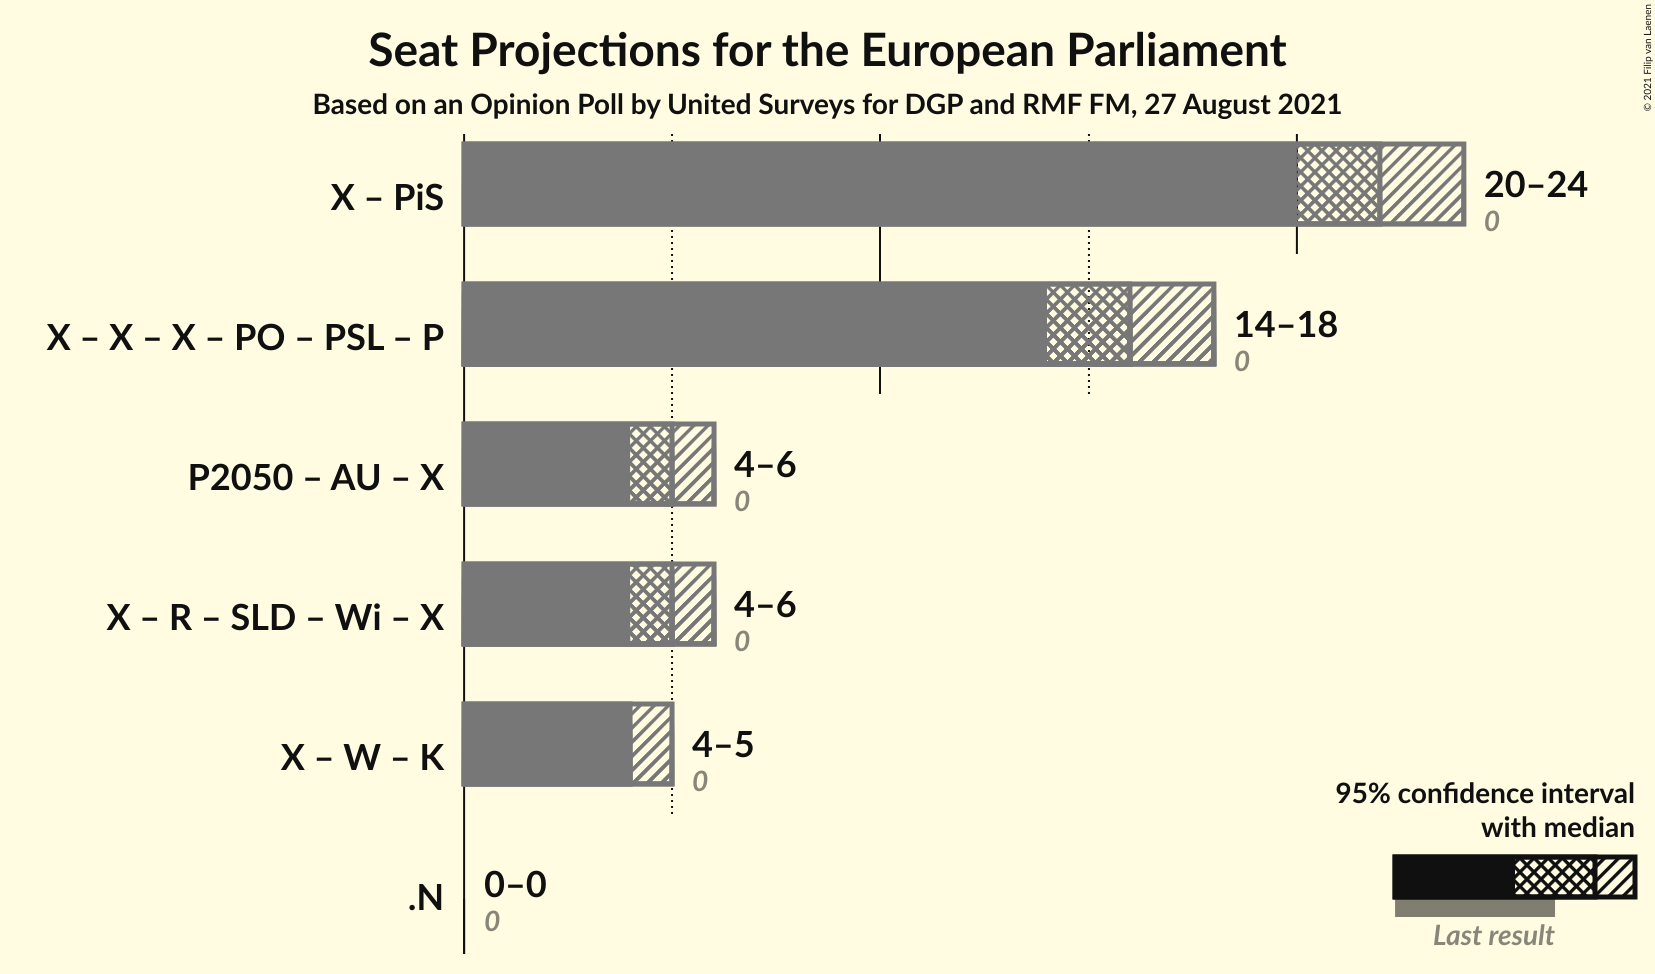 Seat Projections for the European Parliament
Based on an Opinion Poll by United Surveys for DGP and RMF FM, 27 August 2021
© 2021 Filip van Laenen
X – PiS
20–24
0
X – X – X – PO – PSL – P
14–18
0
P2050 – AU – X
4–6
0
X – R – SLD – Wi – X
4–6
0
X – W – K
4–5
0
.N
0–0
0
95% confidence interval
with median
Last result